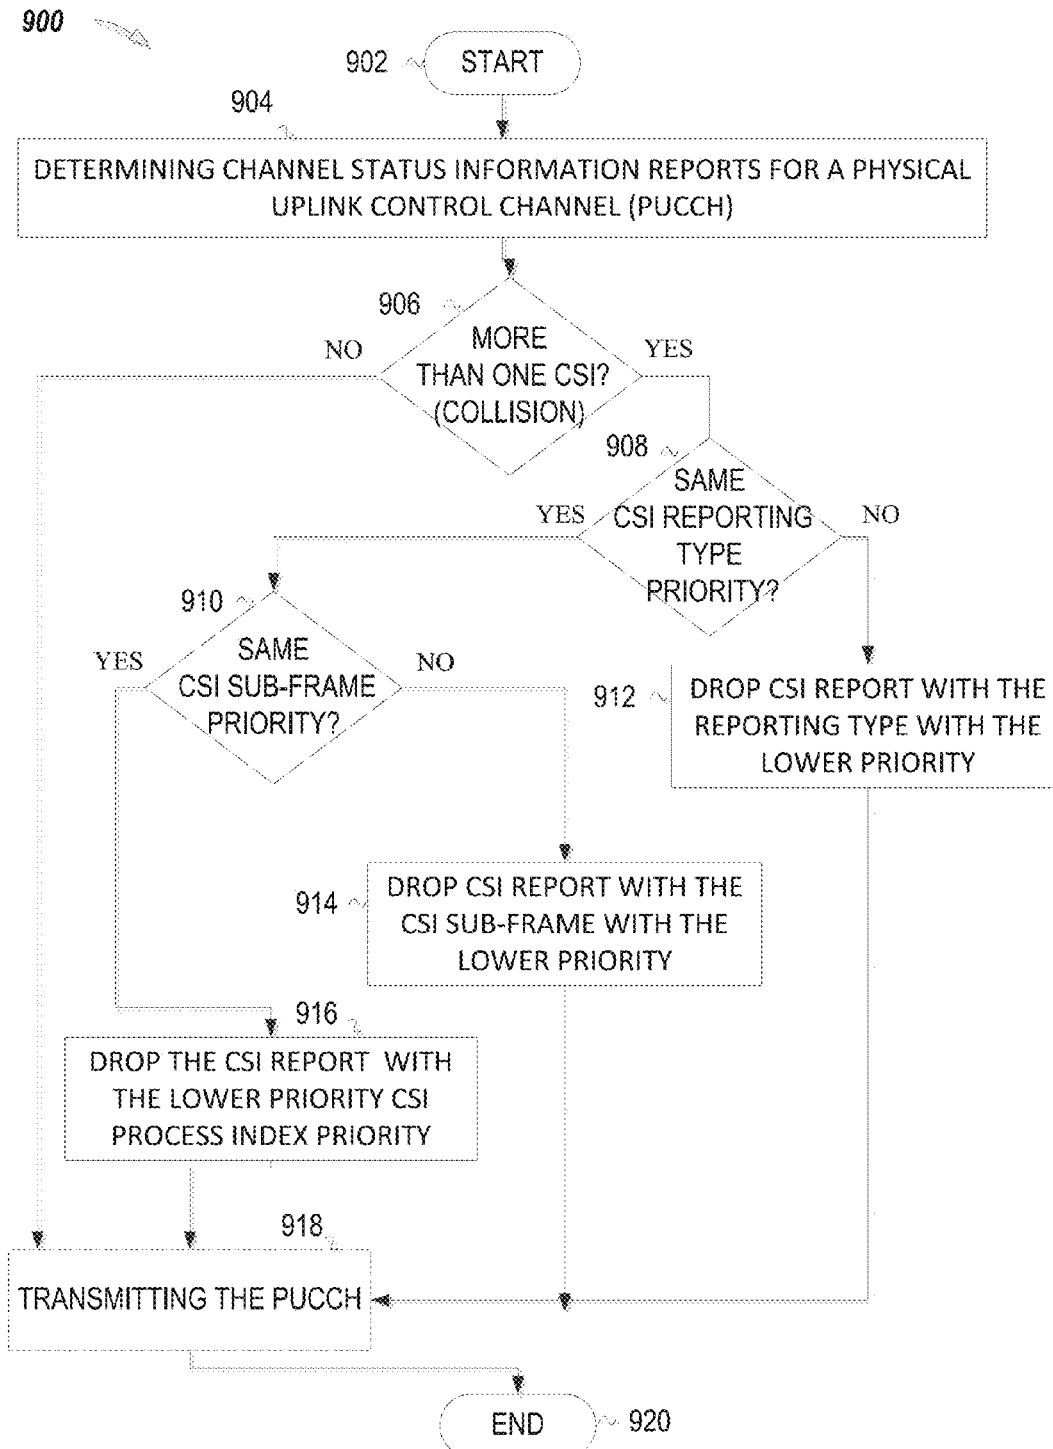 900
902
START
904
DETERMINING CHANNEL STATUS INFORMATION REPORTS FOR A PHYSICAL
UPLINK CONTROL CHANNEL (PUCCH)
906
MORE
THAN ONE CSI?
(COLLISION)
NO
YES
908
SAME
CSI REPORTING
TYPE
PRIORITY?
YES
NO
910
SAME
CSI SUB-FRAME
PRIORITY?
YES
NO
912
DROP CSI REPORT WITH THE
REPORTING TYPE WITH THE
LOWER PRIORITY
914
DROP CSI REPORT WITH THE
CSI SUB-FRAME WITH THE
LOWER PRIORITY
916
DROP THE CSI REPORT WITH
THE LOWER PRIORITY CSI
PROCESS INDEX PRIORITY
918
TRANSMITTING THE PUCCH
END
920